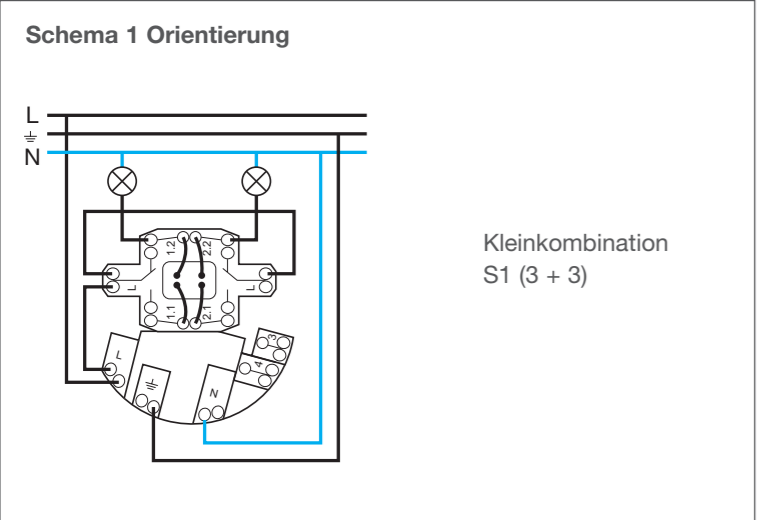 Schema 1 Orientierung
L
N
1.2
2.2
L
L
1.1
2.1
L
N
3
4
Kleinkombination
S1 (3 + 3)